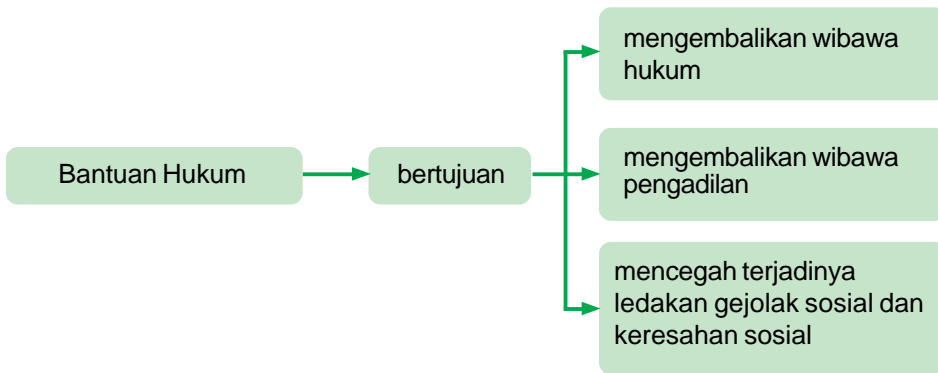 Bantuan Hukum
bertujuan
mengembalikan wibawa
hukum
mengembalikan wibawa
pengadilan
mencegah terjadinya
ledakan gejolak sosial dan
keresahan sosial